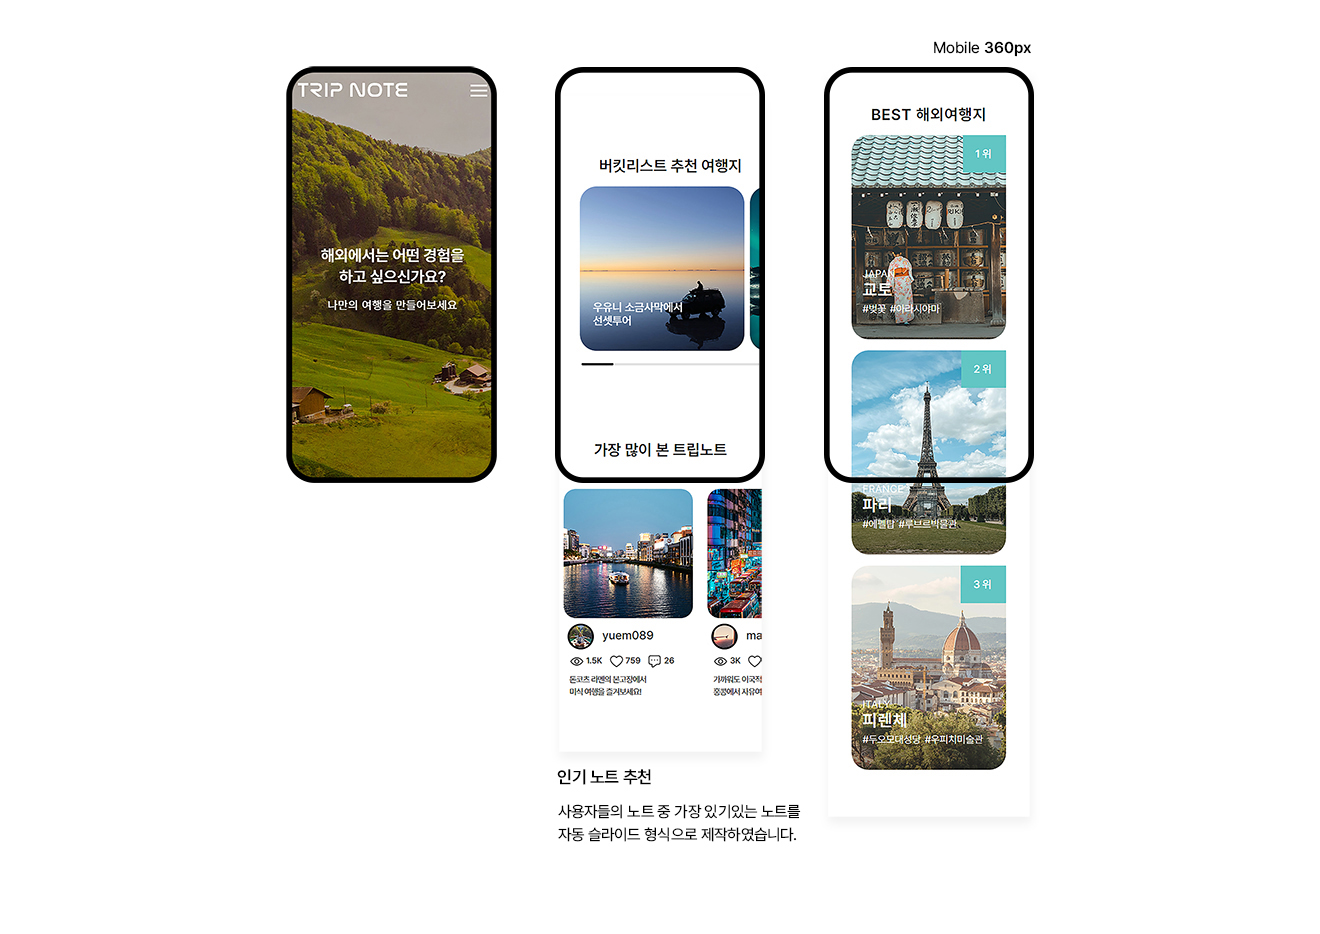 Mobile 360px
TRIP NOTE
해외에서는 어떤 경험을
하고 싶으신가요?
나만의 여행을 만들어보세요
버킷리스트 추천 여행지
우유니 소금사막에서
선셋투어
가장 많이 본 트립노트
yuem089
1.5K 759 26
돈코츠 라멘의 본고장에서
미식 여행을 즐겨보세요!
ma
3K
가까워도 이국적
홍콩에서 자유여
인기 노트 추천
사용자들의 노트 중 가장 있기있는 노트를
자동 슬라이드 형식으로 제작하였습니다.
BEST 해외여행지
1 위
JAPAN
교토
#벚꽃 #아라시야마
2 위
FRANCE
파리
#에펠탑 #루브르박물관
3 위
ITALY
피렌체
#두오모대성당 #우피치미술관